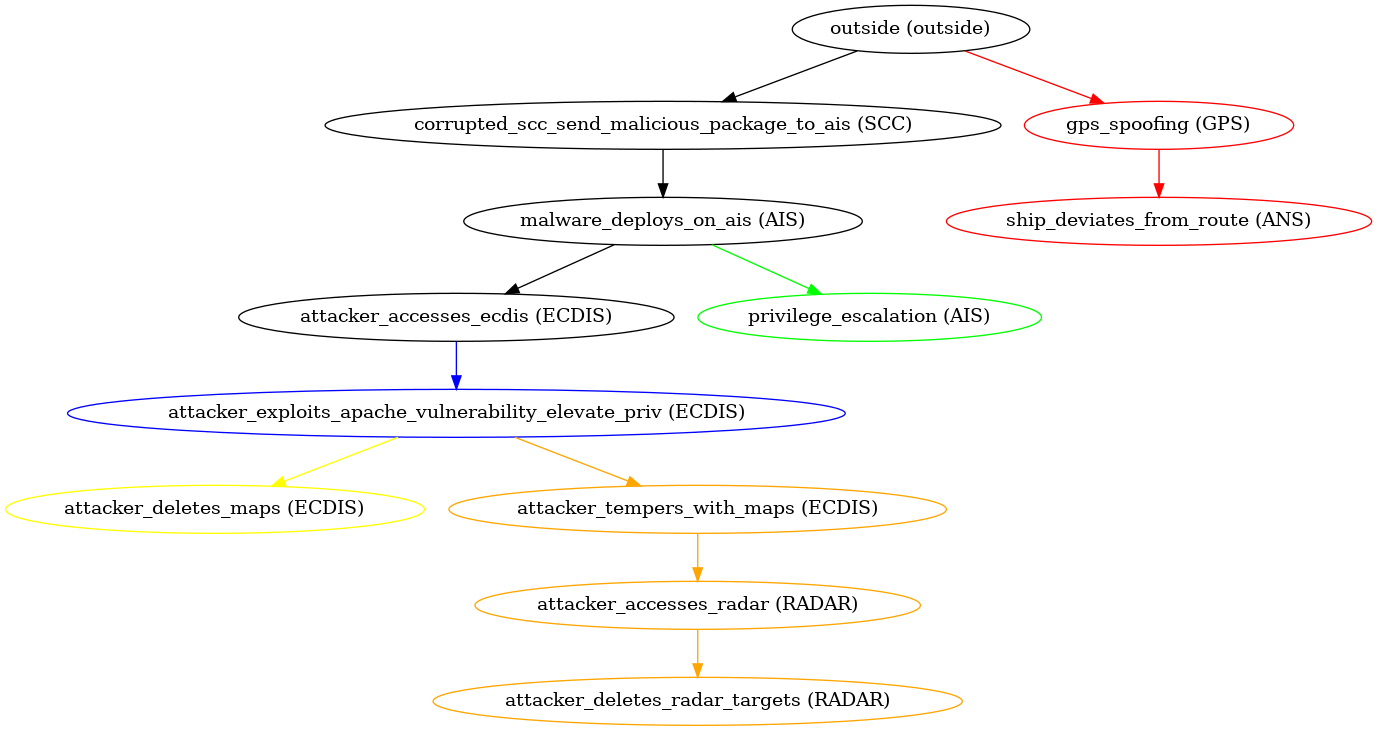 outside (outside)
corrupted_scc_send_malicious_package_to_ais (SCC)
gps_spoofing (GPS)
malware_deploys_on_ais (AIS)
ship_deviates_from_route (ANS)
attacker_accesses_ecdis (ECDIS)
privilege_escalation (AIS)
attacker_exploits_apache_vulnerability_elevate_priv (ECDIS)
attacker_deletes_maps (ECDIS)
attacker_tempers_with_maps (ECDIS)
attacker_accesses_radar (RADAR)
attacker_deletes_radar_targets (RADAR)